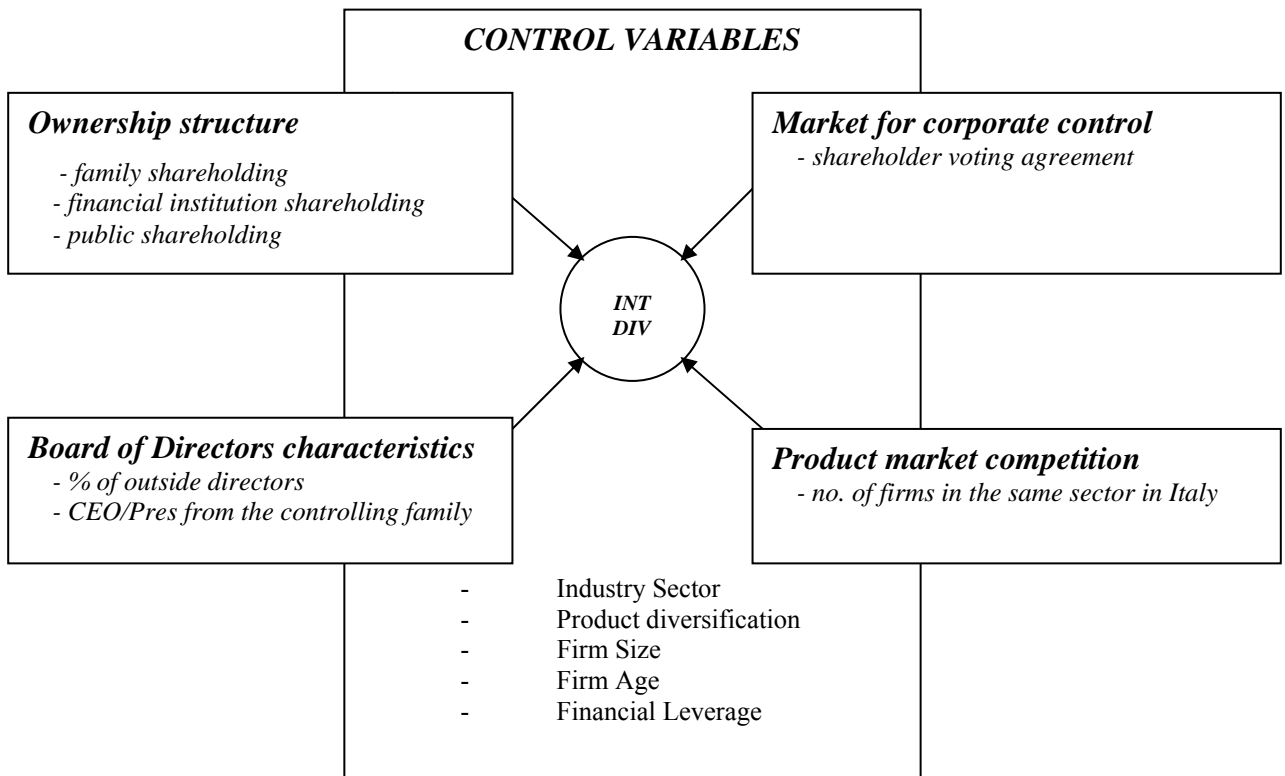 CONTROL VARIABLES
Ownership structure
- family shareholding
- financial institution shareholding
- public shareholding
Market for corporate control
- shareholder voting agreement
INT
DIV
Board of Directors characteristics
- % of outside directors
- CEO/Pres from the controlling family
Product market competition
- no. of firms in the same sector in Italy
- Industry Sector
- Product diversification
- Firm Size
- Firm Age
- Financial Leverage